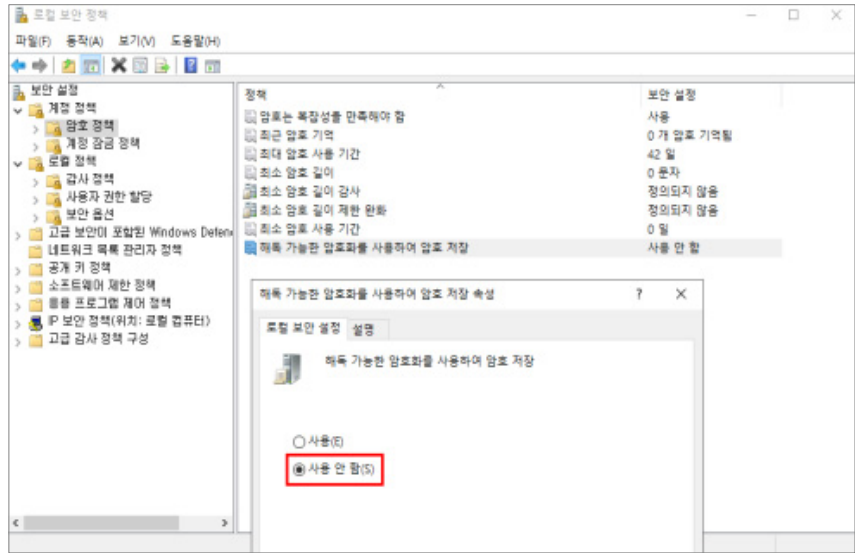 로컬 보안 정책
파일(F) 동작(A) 보기(V) 도움말(H)
보안 설정
계정 정책
암호 정책
계정 잠금 정책
로컬 정책
감사 정책
사용자 권한 할당
보안 옵션
고급 보안이 포함된 Windows Defen
네트워크 목록 관리자 정책
공개 키 정책
소프트웨어 제한 정책
응용 프로그램 제어 정책
IP 보안 정책(위치: 로컬 컴퓨터)
고급 감사 정책 구성
정책 보안 설정
암호는 복잡성을 만족해야 함 사용
최근 암호 기억 0 개 암호 기억됨
최대 암호 사용 기간 42 일
최소 암호 길이 0 문자
최소 암호 길이 감사 정의되지 않음
최소 암호 길이 제한 완화 정의되지 않음
최소 암호 사용 기간 0 일
해독 가능한 암호화를 사용하여 암호 저장 사용 안 함
해독 가능한 암호화를 사용하여 암호 저장 속성 ?
로컬 보안 설정 설명
해독 가능한 암호화를 사용하여 암호 저장
사용(E)
사용 안 함(S)